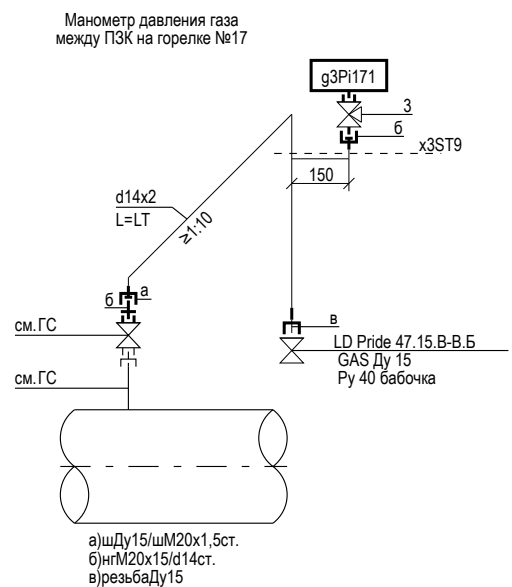 Манометр давления газа
между ПЗК на горелке №17
g3Pi171
3
б
x3ST9
150
d14x2
L=LT
≥1:10
а
б
в
см.ГС
LD Pride 47.15.В-В.Б
GAS Ду 15
Ру 40 бабочка
см.ГС
а)шДу15/шМ20х1,5ст.
б)нгМ20х15/d14ст.
в)резьбаДу15